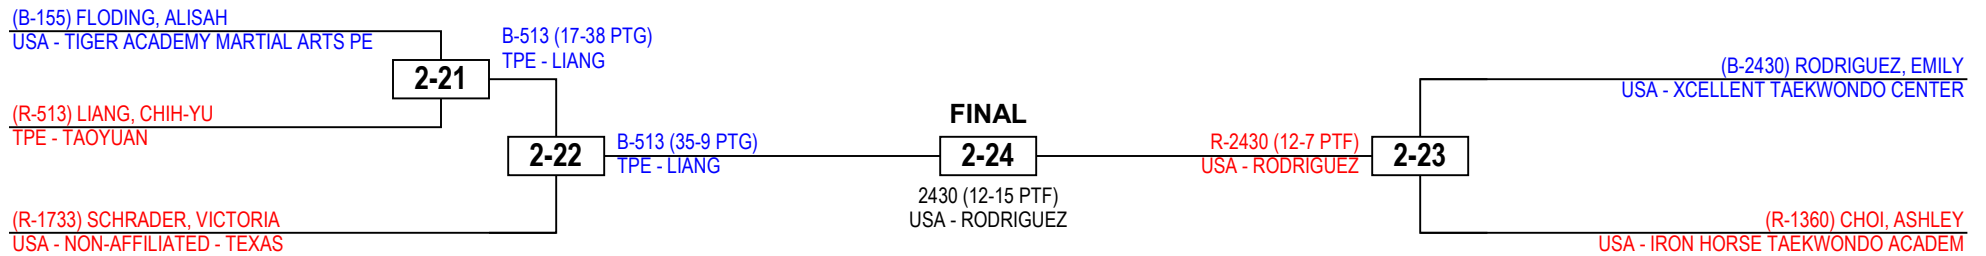 (B-155) FLODING, ALISAH
USA - TIGER ACADEMY MARTIAL ARTS PE
2-21
(R-513) LIANG, CHIH-YU
TPE - TAOYUAN
B-513 (17-38 PTG)
TPE - LIANG
2-22
(R-1733) SCHRADER, VICTORIA
USA - NON-AFFILIATED - TEXAS
B-513 (35-9 PTG)
TPE - LIANG
FINAL
2-24
2430 (12-15 PTF)
USA - RODRIGUEZ
R-2430 (12-7 PTF)
USA - RODRIGUEZ
2-23
(B-2430) RODRIGUEZ, EMILY
USA - XCELLENT TAEKWONDO CENTER
(R-1360) CHOI, ASHLEY
USA - IRON HORSE TAEKWONDO ACADEM